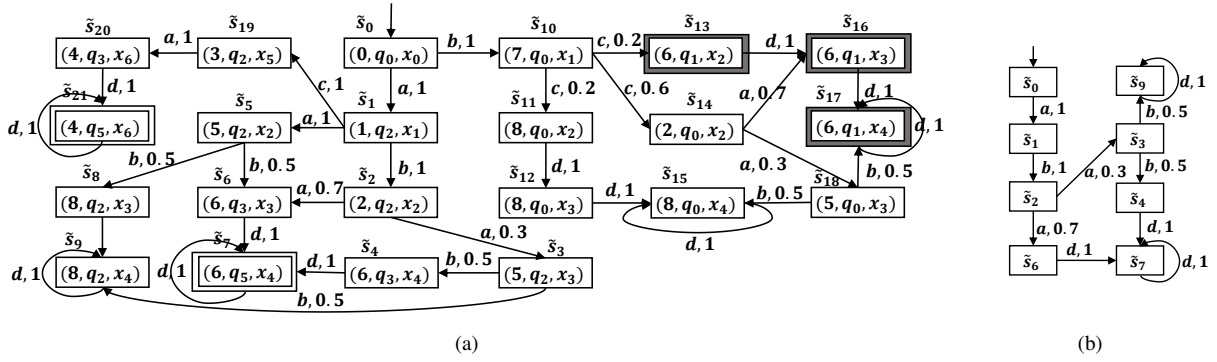 s̃₂₀ s̃₁₉ s̃₀ s̃₁₀ s̃₁₃ s̃₁₆
(4, q₃, x₆) a, 1 (3, q₂, x₅) (0, q₀, x₀) b, 1 (7, q₀, x₁) c, 0.2 (6, q₁, x₂) d, 1 (6, q₁, x₃)
d, 1 c, 1 a, 1 c, 0.2 c, 0.6 a, 0.7 d, 1
s̃₂₁ s̃₅ s̃₁ s̃₁₁ s̃₁₄ s̃₁₇
d, 1 (4, q₅, x₆) (5, q₂, x₂) a, 1 (1, q₂, x₁) (8, q₀, x₂) (2, q₀, x₂) (6, q₁, x₄) d, 1
b, 0.5 b, 0.5 b, 1 d, 1 a, 0.3 b, 0.5
s̃₈ s̃₆ s̃₂ s̃₁₂ s̃₁₅ s̃₁₈
(8, q₂, x₃) (6, q₃, x₃) a, 0.7 (2, q₂, x₂) (8, q₀, x₃) d, 1 (8, q₀, x₄) b, 0.5 (5, q₀, x₃)
d, 1 a, 0.3 d, 1
s̃₉ s̃₇ s̃₄ s̃₃
d, 1 (8, q₂, x₄) d, 1 (6, q₅, x₄) d, 1 (6, q₃, x₄) b, 0.5 (5, q₂, x₃)
b, 0.5
(a)
s̃₀ s̃₉ d, 1
a, 1 b, 0.5
s̃₁ s̃₃
b, 1 a, 0.3 b, 0.5
s̃₂ s̃₄
a, 0.7 d, 1
s̃₆ d, 1 s̃₇ d, 1
(b)